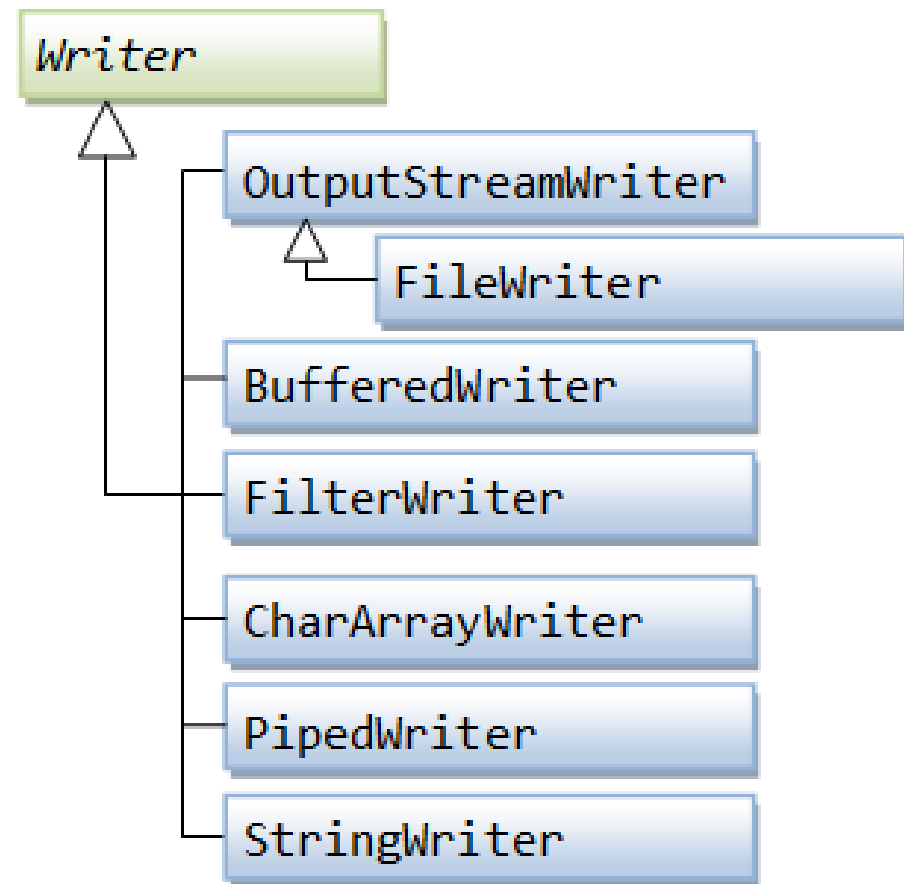 Writer
OutputStreamWriter
FileWriter
BufferedWriter
FilterWriter
CharArrayWriter
PipedWriter
StringWriter